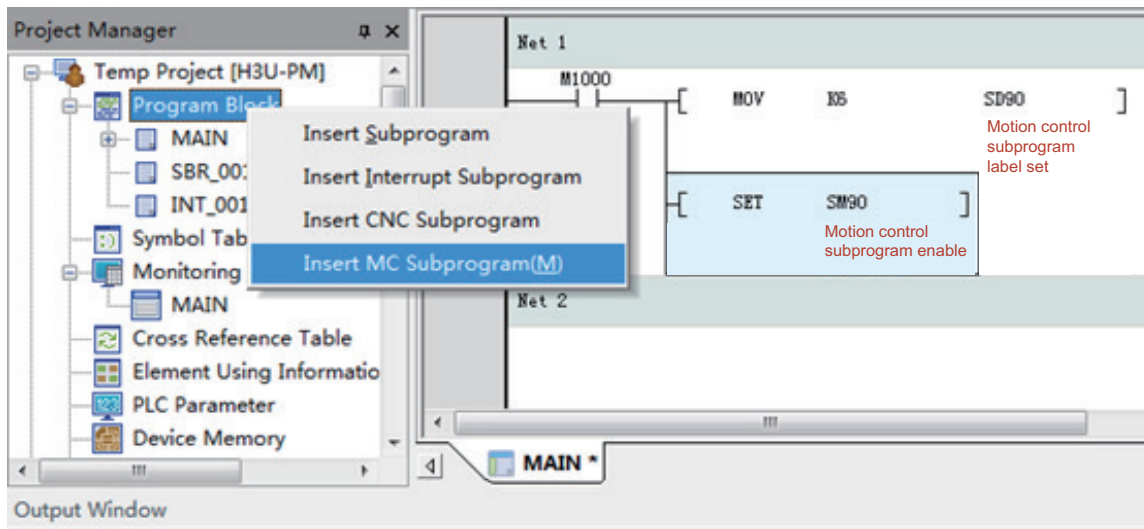 Project Manager
Temp Project [H3U-PM]
Program Block
MAIN
SBR_001
INT_001
Symbol Tab
Monitoring
MAIN
Cross Reference Table
Element Using Informatio
PLC Parameter
Device Memory
Output Window
Insert Subprogram
Insert Interrupt Subprogram
Insert CNC Subprogram
Insert MC Subprogram(M)
Net 1
M1000
[ MOV K6 SD90 ]
Motion control
subprogram
label set
[ SET SM90 ]
Motion control
subprogram enable
Net 2
MAIN *